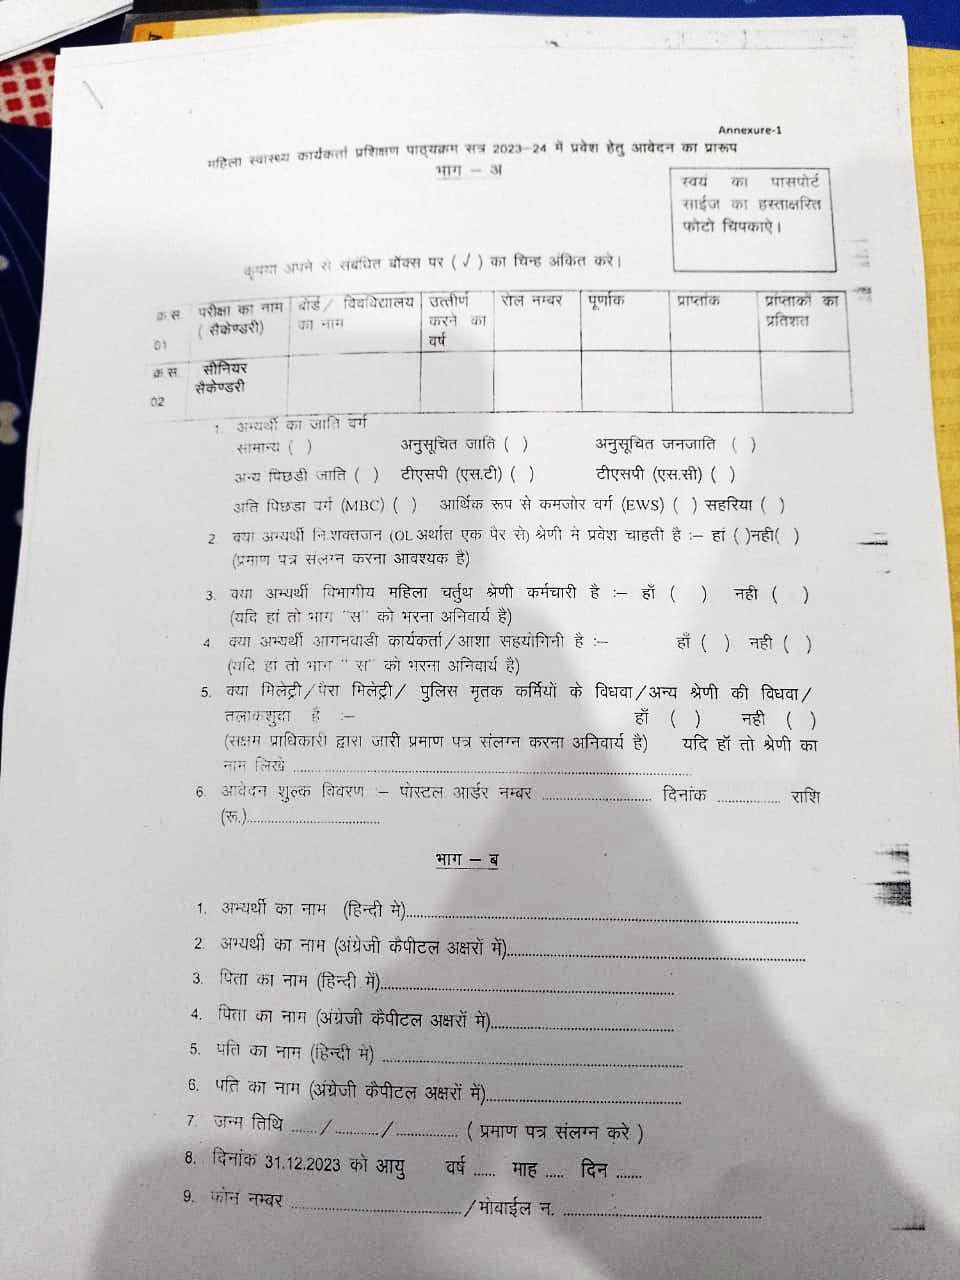 Annexure-1
महिला स्वास्थ्य कार्यकर्ता प्रशिक्षण पाठ्यक्रम सत्र 2023-24 में प्रवेश हेतु आवेदन का प्रारूप
भाग – अ
स्वयं का पासपोर्ट
साईज का हस्ताक्षरित
फोटो चिपकाऐ।
कृपया अपने से संबंधित बॉक्स पर ( √ ) का चिन्ह अंकित करे।
क्र.स. 01 परीक्षा का नाम ( सैकेण्डरी) बोर्ड / विवविद्यालय का नाम उत्तीर्ण करने का वर्ष रोल नम्बर पूर्णांक प्राप्तांक प्रांप्ताकों का प्रतिशत
क्र.स. 02 सीनियर सैकेण्डरी
1. अभ्यर्थी का जाति वर्ग
सामान्य ( ) अनुसूचित जाति ( ) अनुसूचित जनजाति ( )
अन्य पिछडी जाति ( ) टीएसपी (एस.टी) ( ) टीएसपी (एस.सी) ( )
अति पिछडा वर्ग (MBC) ( ) आर्थिक रूप से कमजोर वर्ग (EWS) ( ) सहरिया ( )
2. क्या अभ्यर्थी नि:शक्तजन (OL अर्थात एक पैर से) श्रेणी मे प्रवेश चाहती है :– हां ( )नही( )
(प्रमाण पत्र सलग्न करना आवश्यक है)
3. क्या अभ्यर्थी विभागीय महिला चर्तुथ श्रेणी कर्मचारी है :– हाँ ( ) नही ( )
(यदि हां तो भाग "स" को भरना अनिवार्य है)
4. क्या अभ्यर्थी आगनवाडी कार्यकर्ता/आशा सहयोगिनी है :– हाँ ( ) नही ( )
(यदि हां तो भाग " स" को भरना अनिवार्य है)
5. क्या मिलेट्री/पेरा मिलेट्री/ पुलिस मृतक कर्मियों के विधवा/अन्य श्रेणी की विधवा/
तलाकशुदा है :– हाँ ( ) नही ( )
(सक्षम प्राधिकारी द्वारा जारी प्रमाण पत्र संलग्न करना अनिवार्य है) यदि हाँ तो श्रेणी का
नाम लिखे ..........................................................................
6. आवेदन शुल्क विवरण :– पोस्टल आर्डर नम्बर ........................ दिनांक .............. राशि
(रू.)..............................
भाग – ब
1. अभ्यर्थी का नाम (हिन्दी मे)..........................................................................
2. अभ्यर्थी का नाम (अंग्रेजी कैपीटल अक्षरों में).......................................................
3. पिता का नाम (हिन्दी में)..........................................................
4. पिता का नाम (अंग्रेजी कैपीटल अक्षरों में)....................................
5. पति का नाम (हिन्दी में) ..........................................................
6. पति का नाम (अंग्रेजी कैपीटल अक्षरों में)....................................
7. जन्म तिथि ....../........../.............. ( प्रमाण पत्र संलग्न करे )
8. दिनांक 31.12.2023 को आयु वर्ष ...... माह ..... दिन .......
9. फोन नम्बर ....................................../मोबाईल न. ............................................